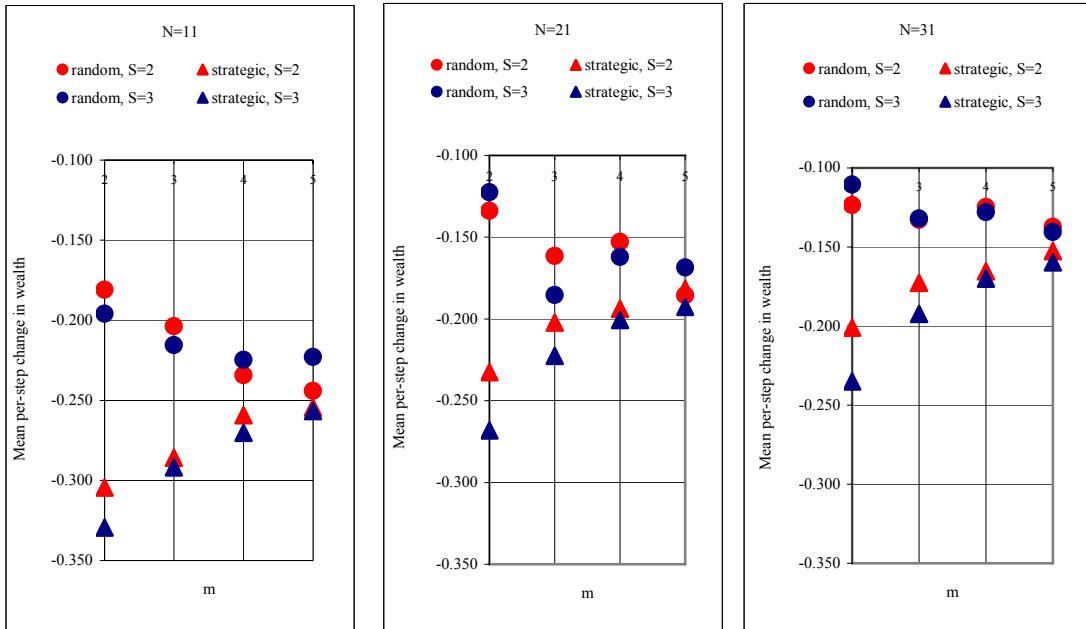 N=11
random, S=2 strategic, S=2
random, S=3 strategic, S=3
-0.100
2 3 4 5
-0.150
-0.200
-0.250
-0.300
-0.350
Mean per-step change in wealth
m
N=21
random, S=2 strategic, S=2
random, S=3 strategic, S=3
-0.100
2 3 4 5
-0.150
-0.200
-0.250
-0.300
-0.350
Mean per-step change in wealth
m
N=31
random, S=2 strategic, S=2
random, S=3 strategic, S=3
-0.100
2 3 4 5
-0.150
-0.200
-0.250
-0.300
-0.350
Mean per-step change in wealth
m